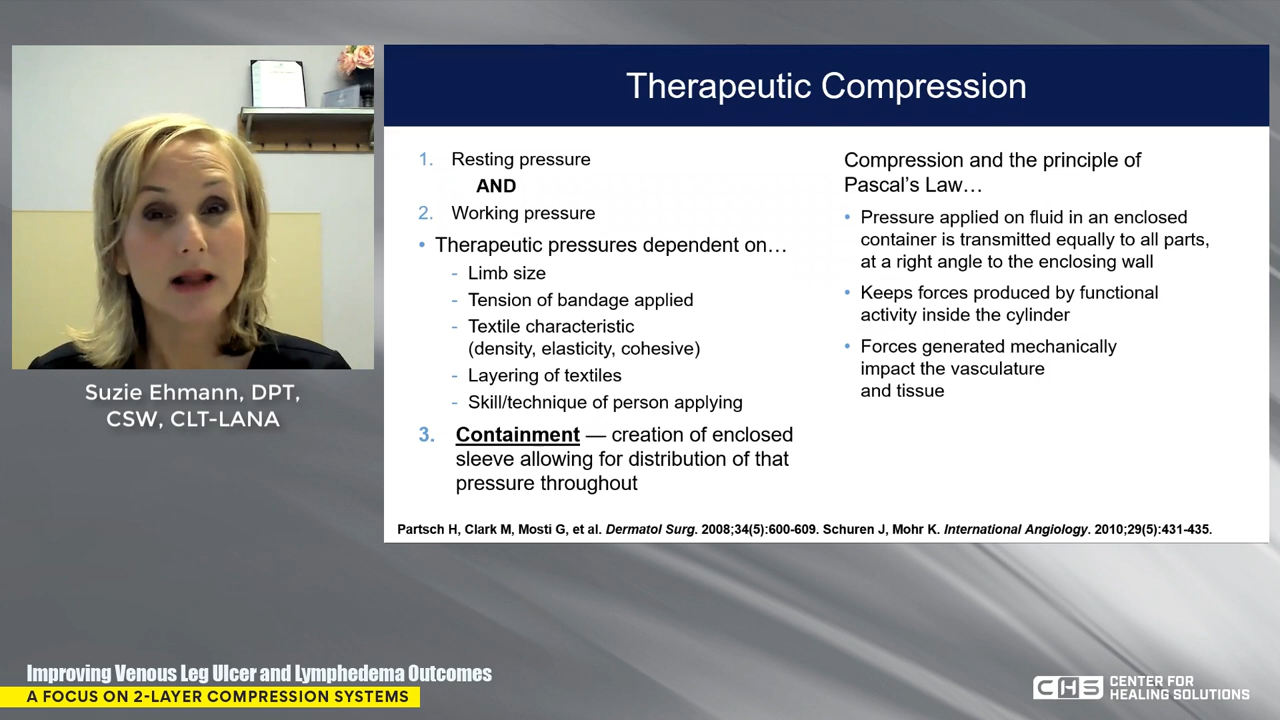 Therapeutic Compression
1. Resting pressure
AND
2. Working pressure
• Therapeutic pressures dependent on…
- Limb size
- Tension of bandage applied
- Textile characteristic
(density, elasticity, cohesive)
- Layering of textiles
- Skill/technique of person applying
3. Containment — creation of enclosed
sleeve allowing for distribution of that
pressure throughout
Compression and the principle of
Pascal's Law…
• Pressure applied on fluid in an enclosed
container is transmitted equally to all parts,
at a right angle to the enclosing wall
• Keeps forces produced by functional
activity inside the cylinder
• Forces generated mechanically
impact the vasculature
and tissue
Partsch H, Clark M, Mosti G, et al. Dermatol Surg. 2008;34(5):600-609. Schuren J, Mohr K. International Angiology. 2010;29(5):431-435.
Suzie Ehmann, DPT,
CSW, CLT-LANA
Improving Venous Leg Ulcer and Lymphedema Outcomes
A FOCUS ON 2-LAYER COMPRESSION SYSTEMS
CHS CENTER FOR
HEALING SOLUTIONS